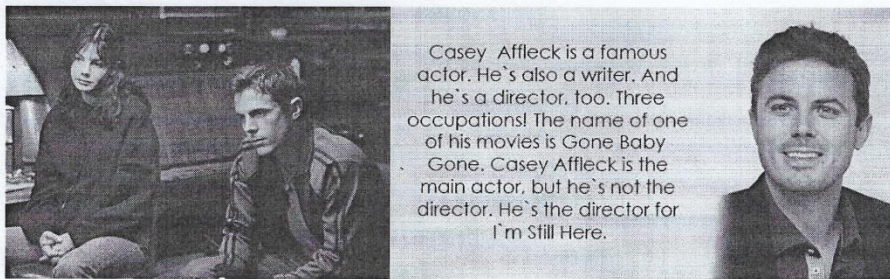 Casey Affleck is a famous
actor. He`s also a writer. And
he`s a director, too. Three
occupations! The name of one
of his movies is Gone Baby
Gone. Casey Affleck is the
main actor, but he`s not the
director. He`s the director for
I`m Still Here.